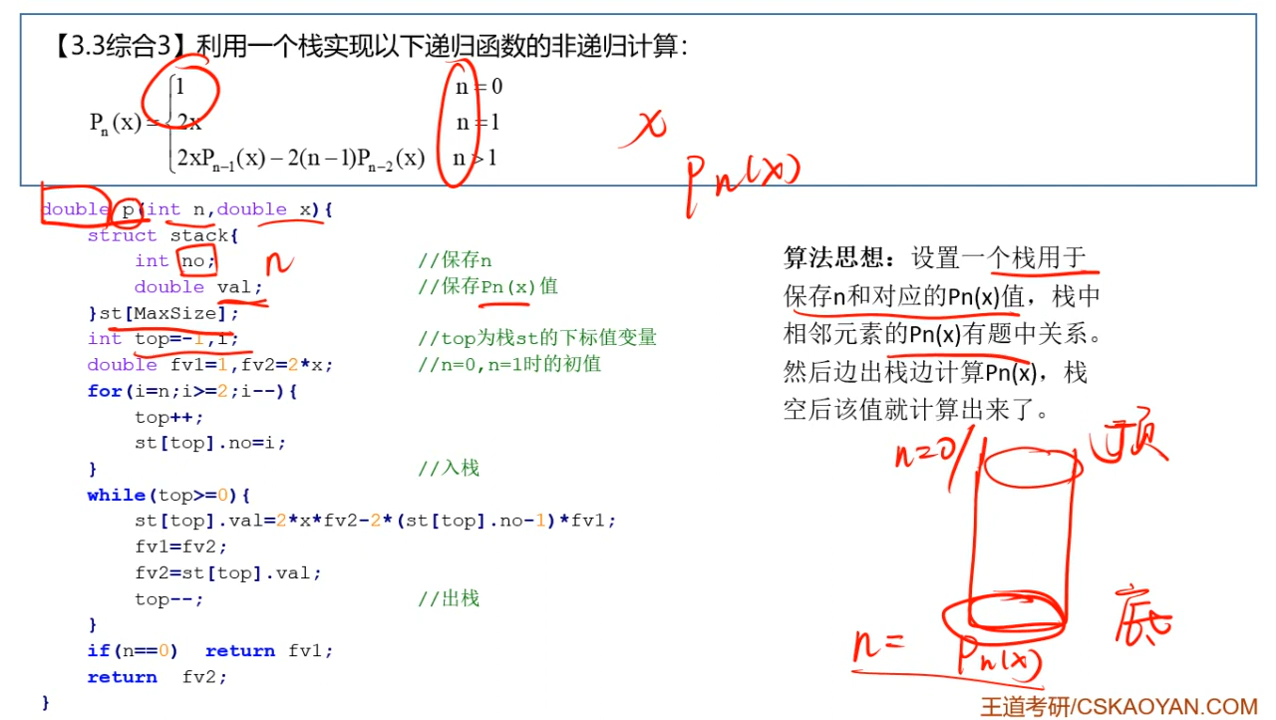 【3.3综合3】利用一个栈实现以下递归函数的非递归计算：
1 n = 0
Pn(x) = 2x n = 1
2xPn-1(x) − 2(n−1)Pn-2(x) n > 1
x
Pn(x)
double p(int n,double x){
struct stack{
int no; //保存n
n
double val; //保存Pn(x)值
}st[MaxSize];
int top=-1,i; //top为栈st的下标值变量
double fv1=1,fv2=2*x; //n=0,n=1时的初值
for(i=n;i>=2;i--){
top++;
st[top].no=i;
} //入栈
while(top>=0){
st[top].val=2*x*fv2-2*(st[top].no-1)*fv1;
fv1=fv2;
fv2=st[top].val;
top--; //出栈
}
if(n==0) return fv1;
return fv2;
}
算法思想：设置一个栈用于
保存n和对应的Pn(x)值，栈中
相邻元素的Pn(x)有题中关系。
然后边出栈边计算Pn(x)，栈
空后该值就计算出来了。
n=0/
顶
底
n=
Pn(x)
王道考研/CSKAOYAN.COM